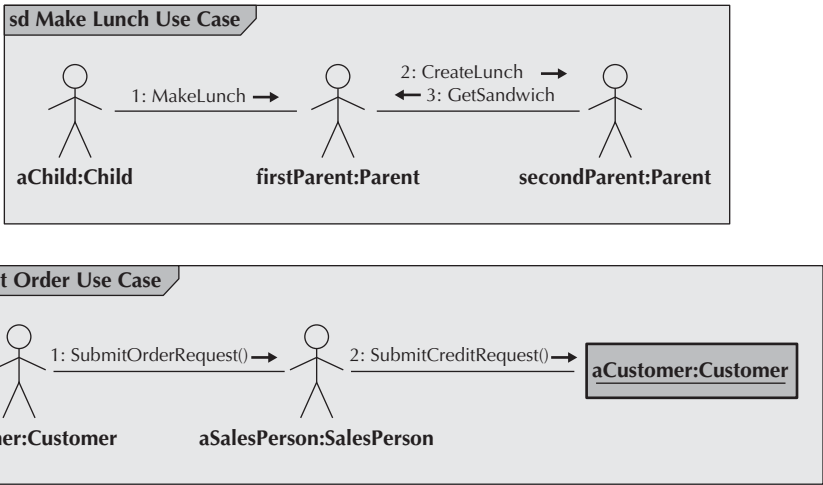 sd Make Lunch Use Case
1: MakeLunch
2: CreateLunch
3: GetSandwich
aChild:Child
firstParent:Parent
secondParent:Parent
t Order Use Case
1: SubmitOrderRequest()
2: SubmitCreditRequest()
aCustomer:Customer
er:Customer
aSalesPerson:SalesPerson